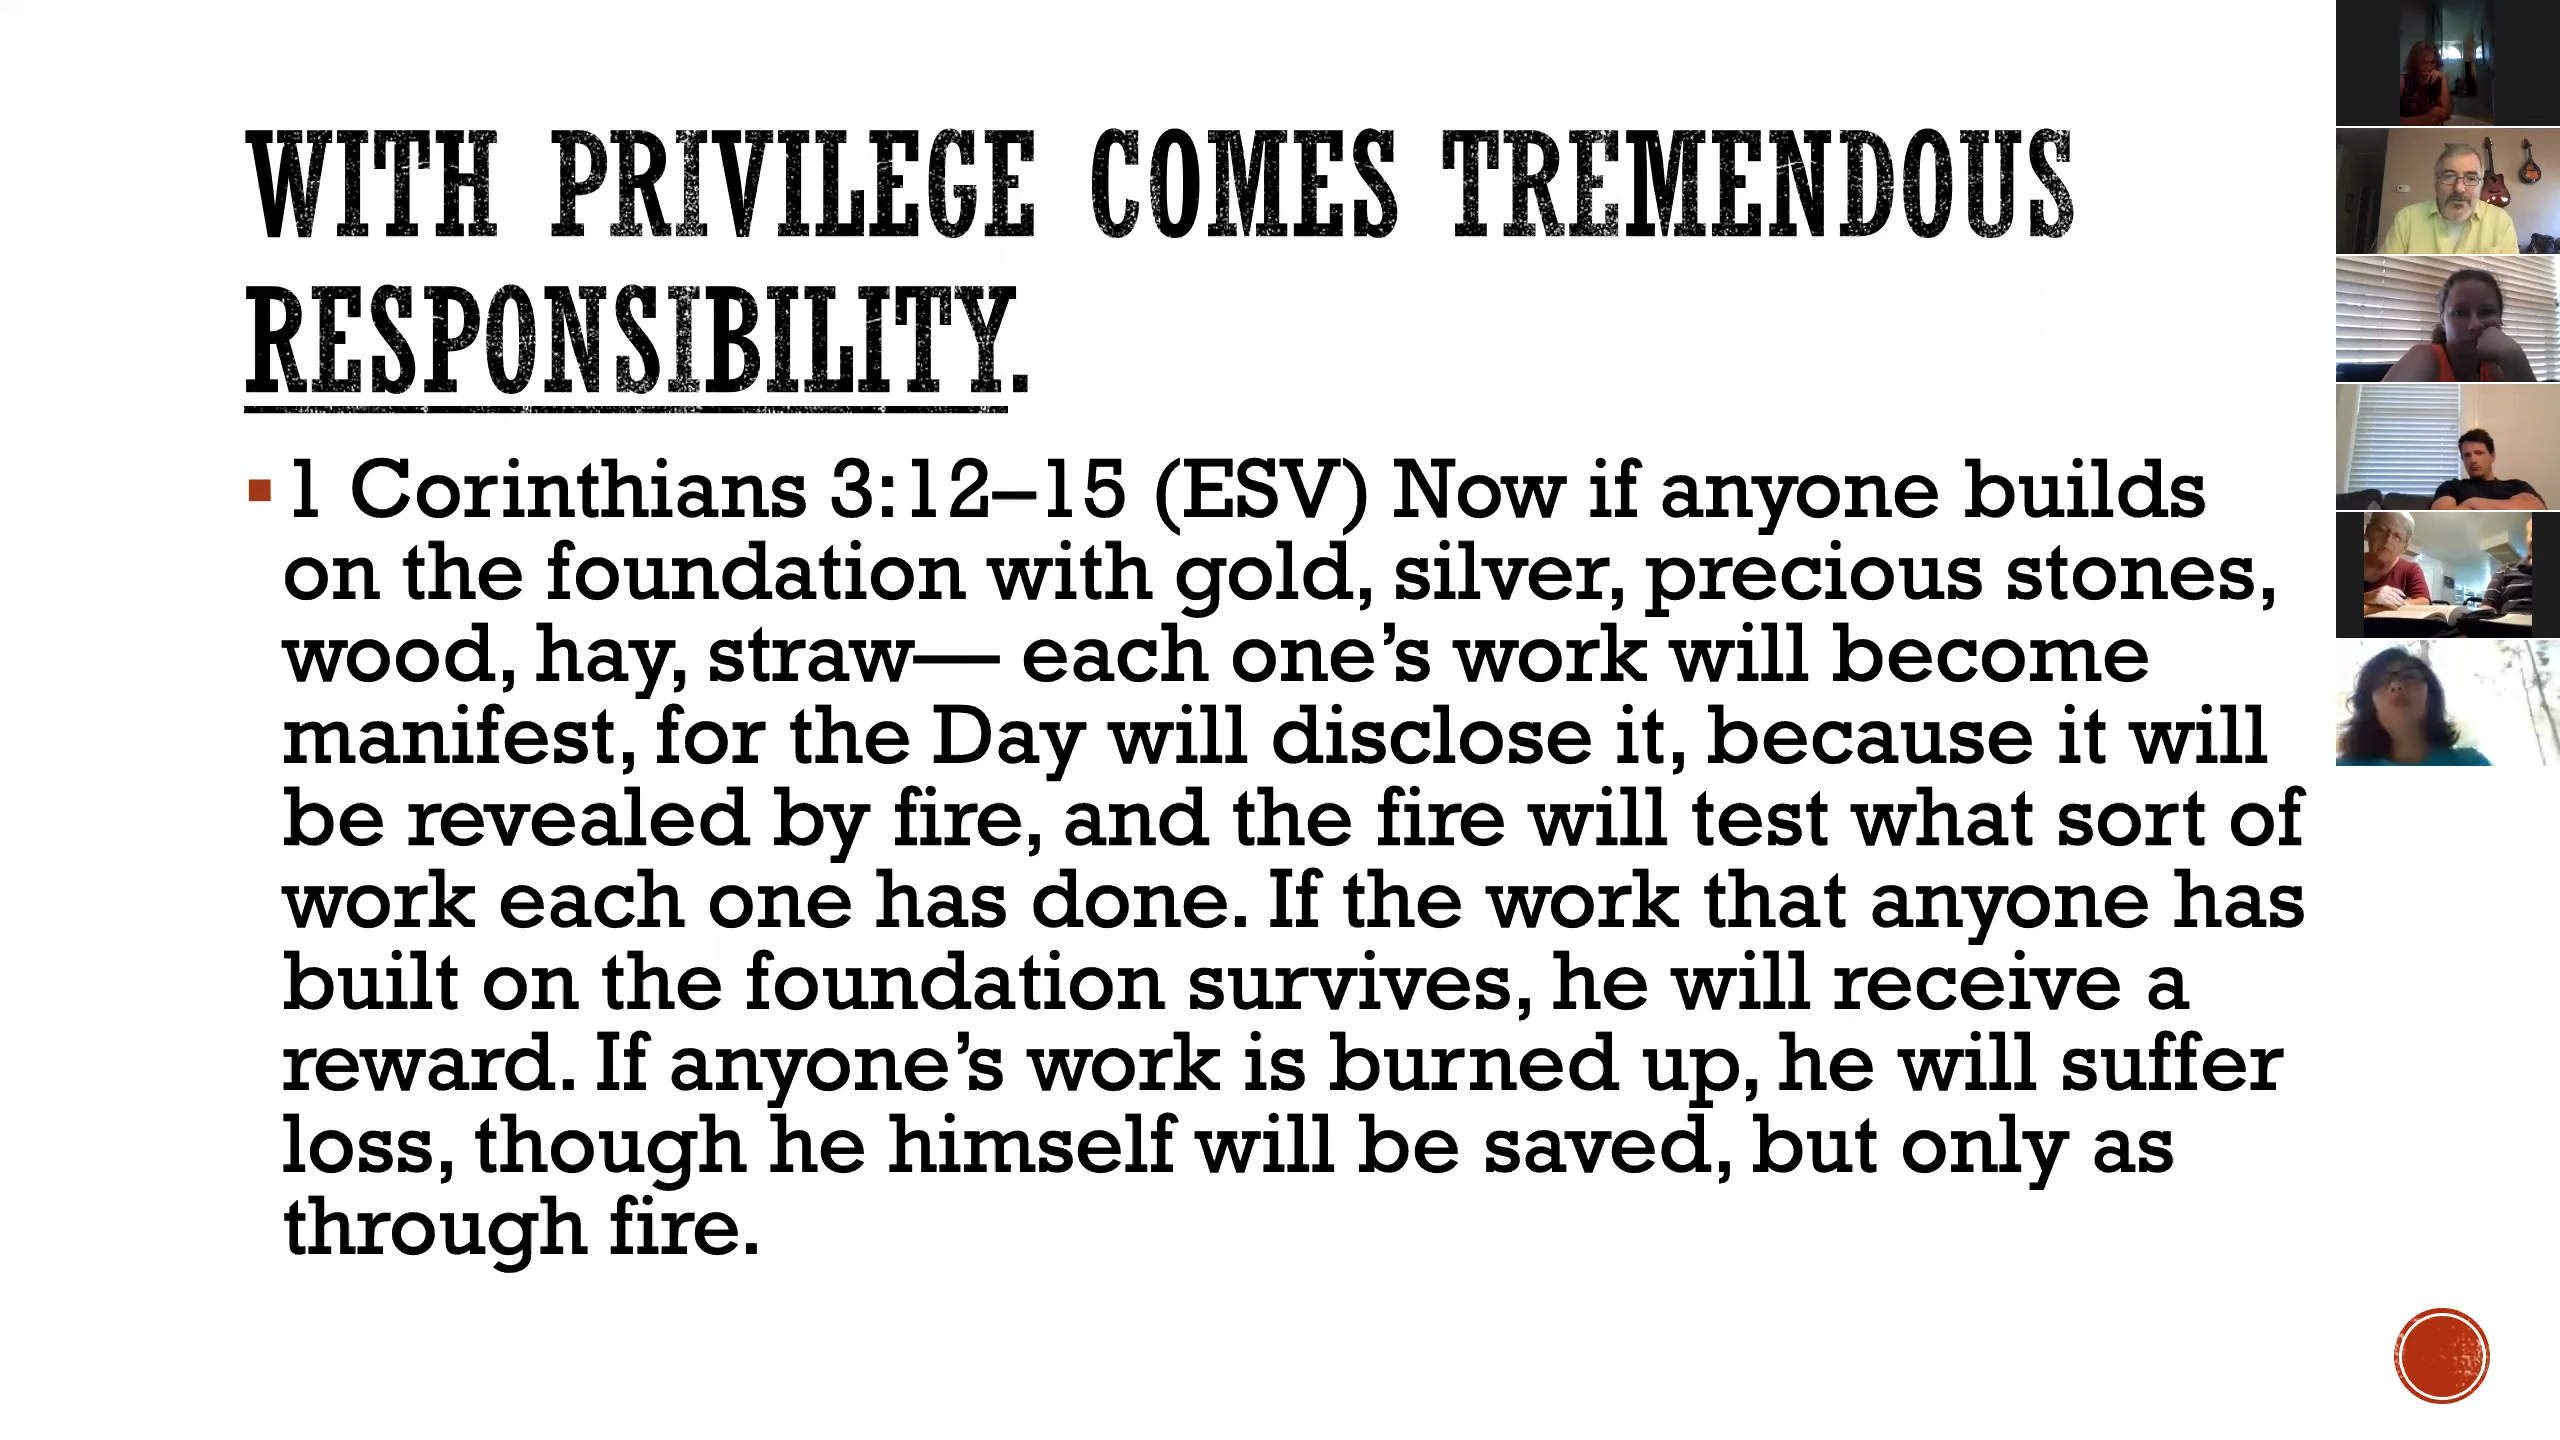 WITH PRIVILEGE COMES TREMENDOUS
RESPONSIBILITY.
1 Corinthians 3:12–15 (ESV) Now if anyone builds
on the foundation with gold, silver, precious stones,
wood, hay, straw— each one’s work will become
manifest, for the Day will disclose it, because it will
be revealed by fire, and the fire will test what sort of
work each one has done. If the work that anyone has
built on the foundation survives, he will receive a
reward. If anyone’s work is burned up, he will suffer
loss, though he himself will be saved, but only as
through fire.